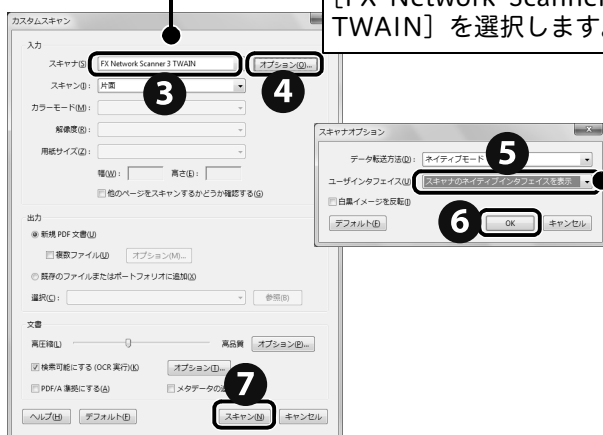 [FX Network Scanner
TWAIN］を選択します。
カスタムスキャン
入力
スキャナ(S): FX Network Scanner 3 TWAIN オプション(O)...
3
4
スキャン(I): 片面
カラーモード(M):
解像度(R):
用紙サイズ(Z):
幅(W): 高さ(E):
他のページをスキャンするかどうか確認する(G)
出力
新規 PDF 文書(U)
複数ファイル(U) オプション(M)...
既存のファイルまたはポートフォリオに追加(X)
選択(C): 参照(B)
文書
高圧縮(L) 高品質 オプション(P)...
検索可能にする (OCR 実行)(K) オプション(T)...
PDF/A 準拠にする(A) メタデータの追
7
ヘルプ(H) デフォルト(F) スキャン(N) キャンセル
スキャナオプション
データ転送方法(D): ネイティブモード
5
ユーザインタフェイス(U): スキャナのネイティブインタフェイスを表示
白黒イメージを反転(I)
デフォルト(F) 6 OK キャンセル